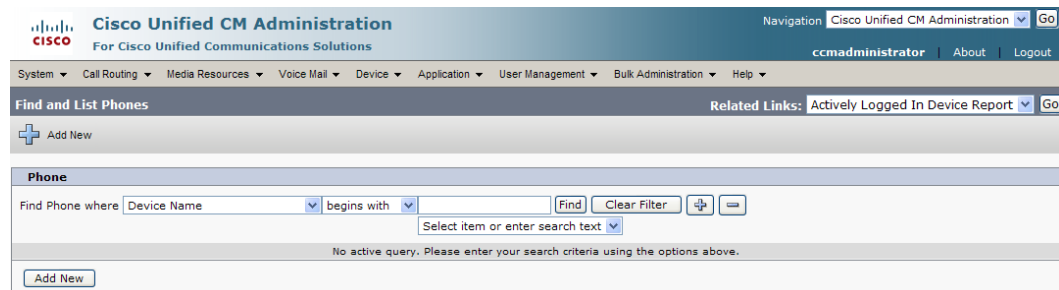 Cisco Unified CM Administration
Navigation Cisco Unified CM Administration Go
CISCO
For Cisco Unified Communications Solutions
ccmadministrator | About | Logout
System Call Routing Media Resources Voice Mail Device Application User Management Bulk Administration Help
Find and List Phones
Related Links: Actively Logged In Device Report Go
Add New
Phone
Find Phone where Device Name begins with Find Clear Filter
Select item or enter search text
No active query. Please enter your search criteria using the options above.
Add New